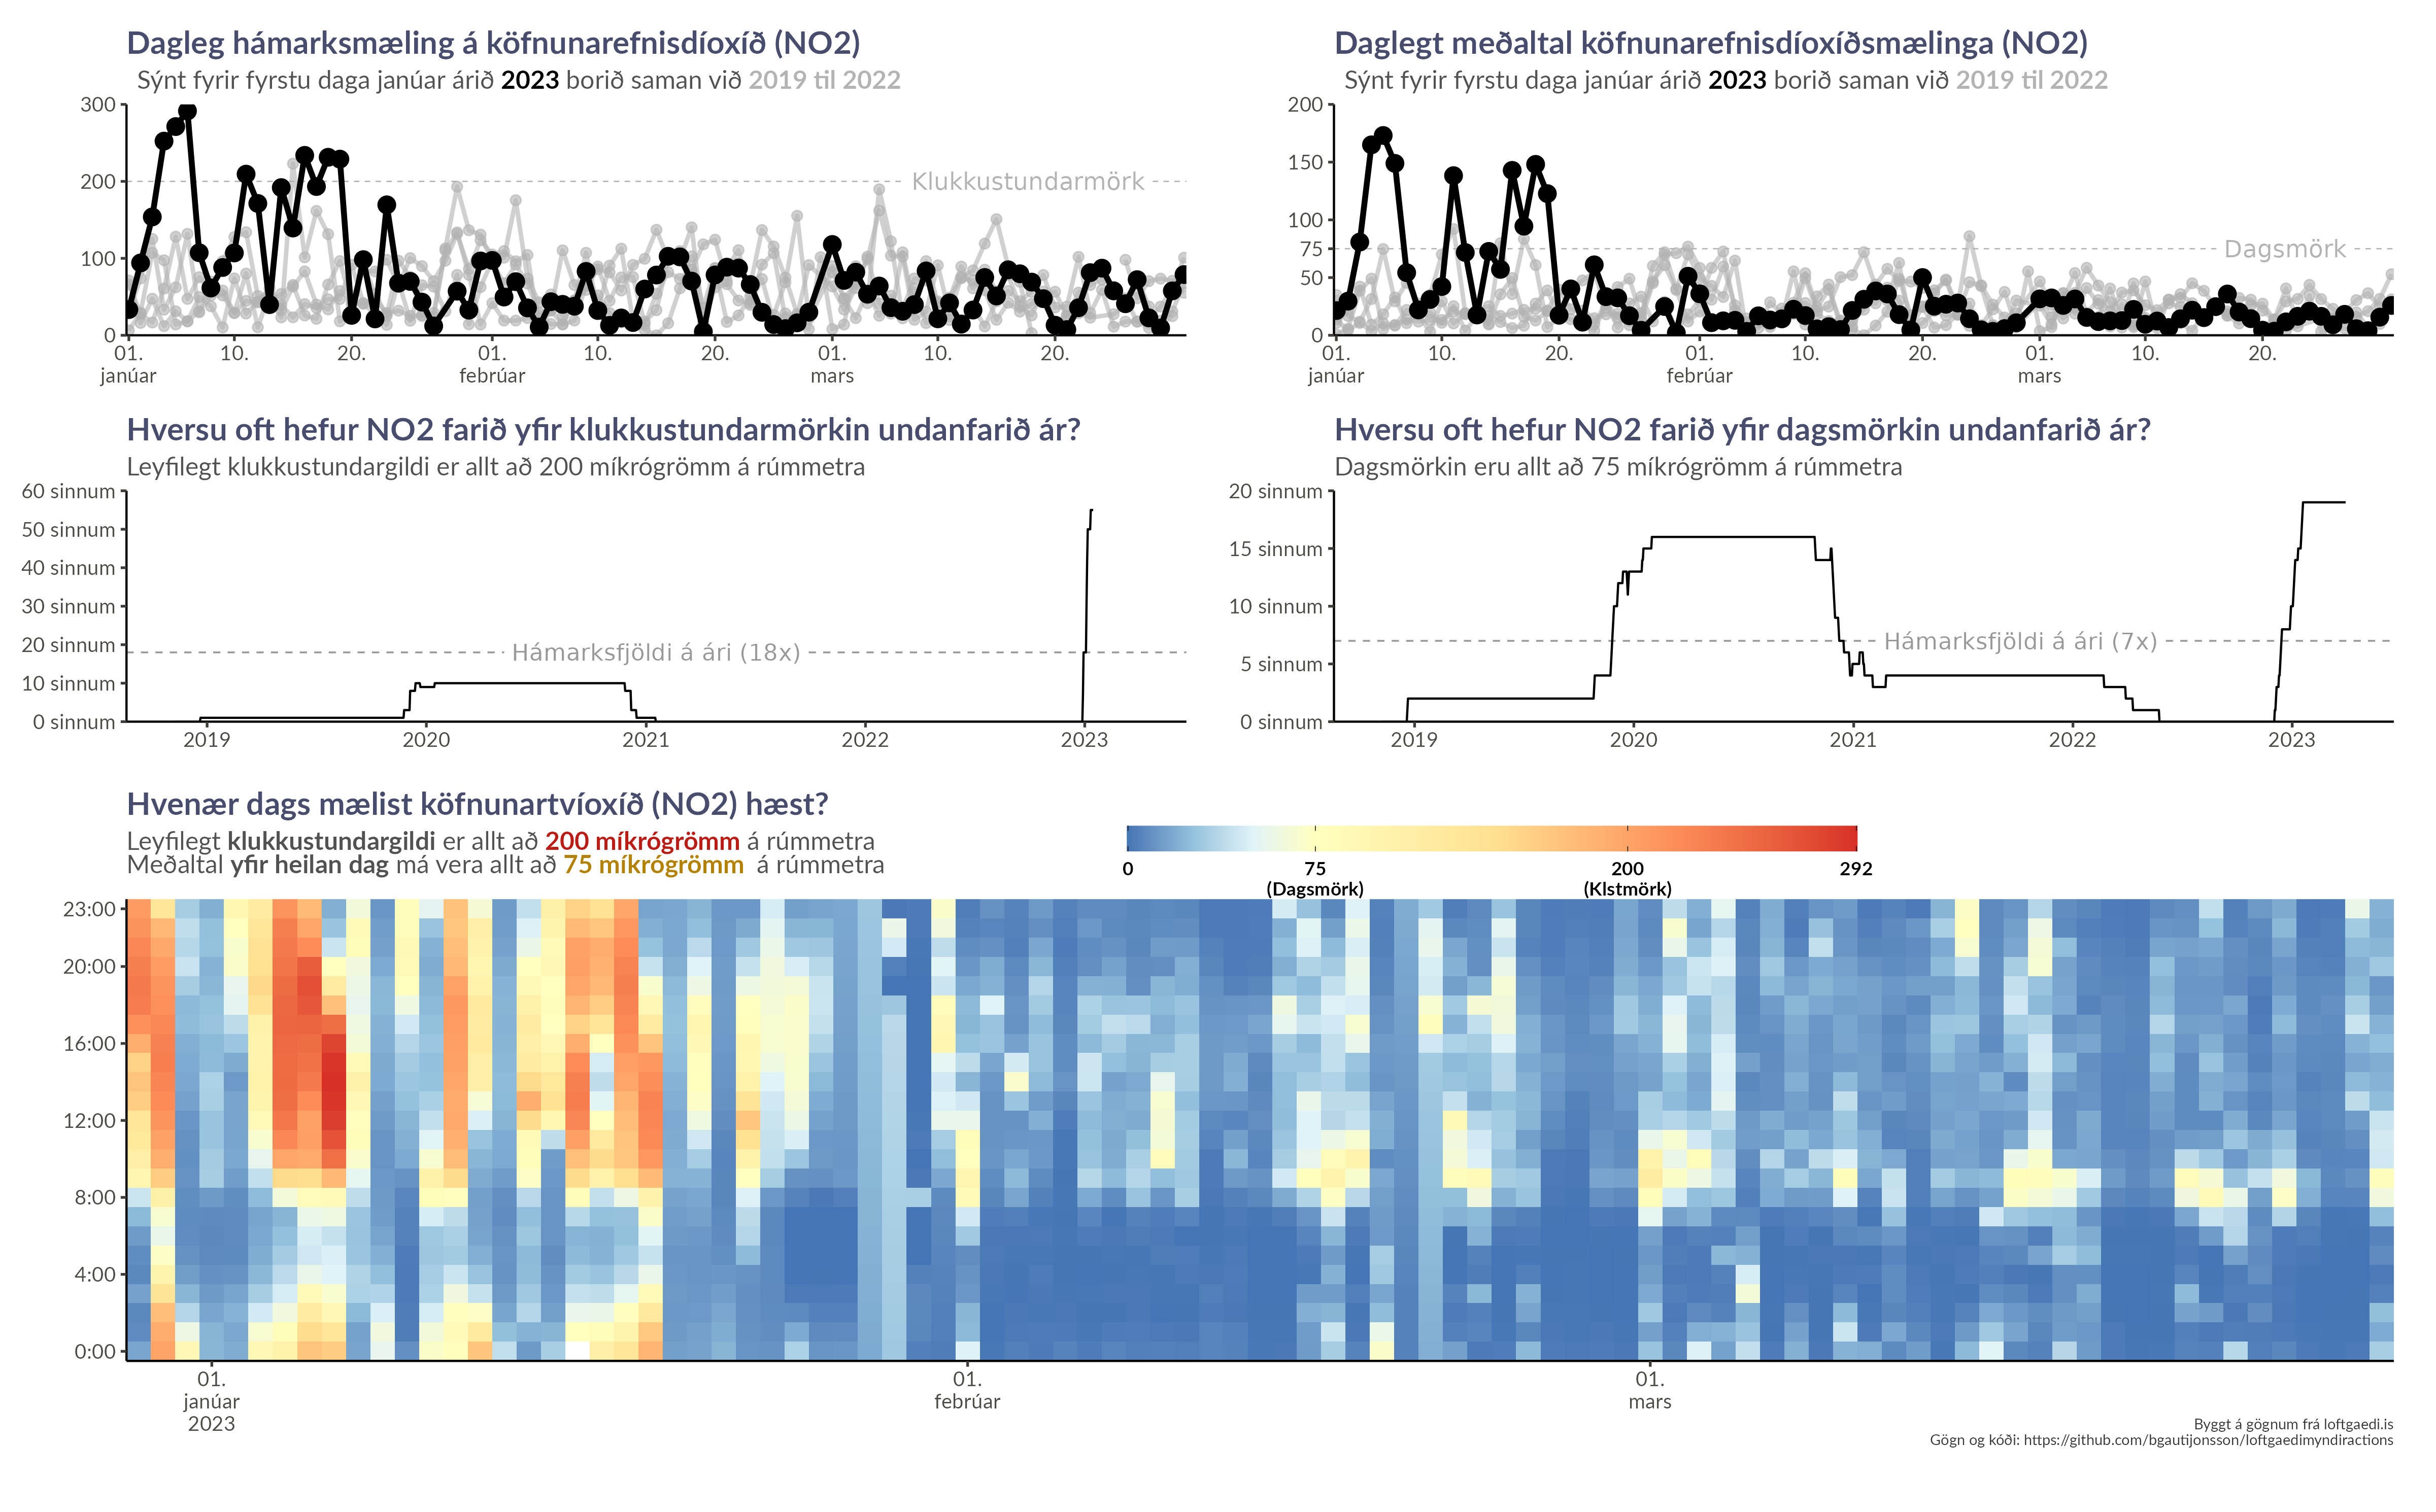 Dagleg hámarksmæling á köfnunarefnisdíoxíð (NO2)
Sýnt fyrir fyrstu daga janúar árið 2023 borið saman við 2019 til 2022
300
200
100
0
Klukkustundarmörk
01. 10. 20. 01. 10. 20. 01. 10. 20.
janúar febrúar mars
Daglegt meðaltal köfnunarefnisdíoxíðsmælinga (NO2)
Sýnt fyrir fyrstu daga janúar árið 2023 borið saman við 2019 til 2022
200
150
100
75
50
0
Dagsmörk
01. 10. 20. 01. 10. 20. 01. 10. 20.
janúar febrúar mars
Hversu oft hefur NO2 farið yfir klukkustundarmörkin undanfarið ár?
Leyfilegt klukkustundargildi er allt að 200 míkrógrömm á rúmmetra
60 sinnum
50 sinnum
40 sinnum
30 sinnum
20 sinnum
10 sinnum
0 sinnum
Hámarksfjöldi á ári (18x)
2019 2020 2021 2022 2023
Hversu oft hefur NO2 farið yfir dagsmörkin undanfarið ár?
Dagsmörkin eru allt að 75 míkrógrömm á rúmmetra
20 sinnum
15 sinnum
10 sinnum
5 sinnum
0 sinnum
Hámarksfjöldi á ári (7x)
2019 2020 2021 2022 2023
Hvenær dags mælist köfnunartvíoxíð (NO2) hæst?
Leyfilegt klukkustundargildi er allt að 200 míkrógrömm á rúmmetra
Meðaltal yfir heilan dag má vera allt að 75 míkrógrömm á rúmmetra
0 75 200 292
(Dagsmörk) (Klstmörk)
23:00
20:00
16:00
12:00
8:00
4:00
0:00
01. 01. 01.
janúar febrúar mars
2023
Byggt á gögnum frá loftgaedi.is
Gögn og kóði: https://github.com/bgautijonsson/loftgaedimyndiractions